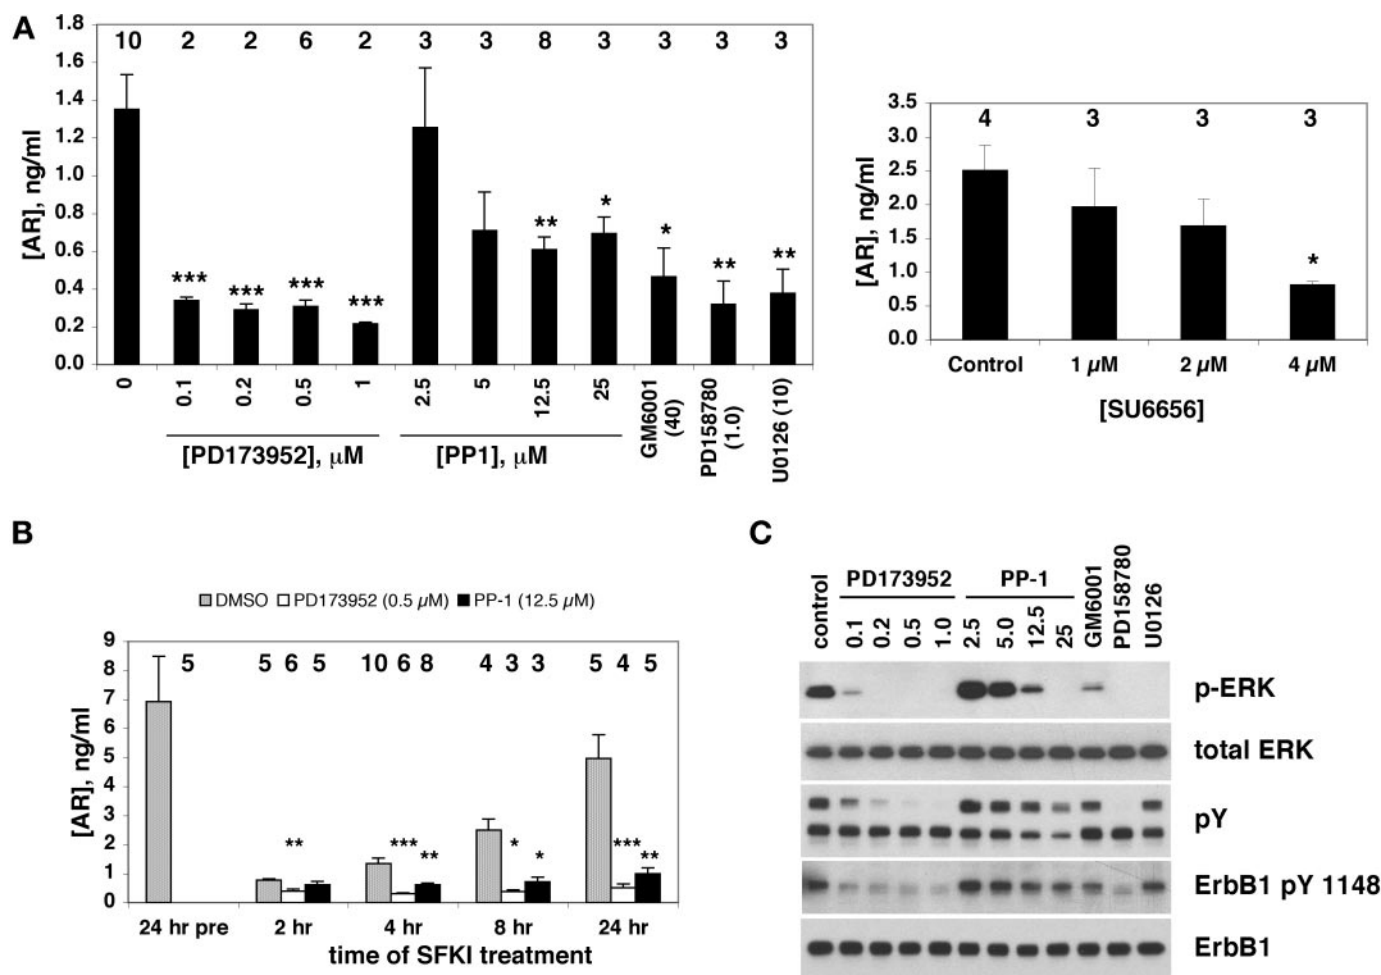 A
1.8
1.6
1.4
1.2
1.0
0.8
0.6
0.4
0.2
0.0
[AR], ng/ml
10 2 2 6 2 3 3 8 3 3 3 3
*** *** *** *** ** * * ** **
0 0.1 0.2 0.5 1 2.5 5 12.5 25 GM6001 (40) PD158780 (1.0) U0126 (10)
[PD173952], μM [PP1], μM
3.5
3.0
2.5
2.0
1.5
1.0
0.5
0.0
[AR], ng/ml
4 3 3 3
*
Control 1 μM 2 μM 4 μM
[SU6656]
B
DMSO PD173952 (0.5 μM) PP-1 (12.5 μM)
9
8
7
6
5
4
3
2
1
0
[AR], ng/ml
5 5 6 5 10 6 8 4 3 3 5 4 5
** *** ** * * *** **
24 hr pre 2 hr 4 hr 8 hr 24 hr
time of SFKI treatment
C
PD173952 PP-1
control 0.1 0.2 0.5 1.0 2.5 5.0 12.5 25 GM6001 PD158780 U0126
p-ERK
total ERK
pY
ErbB1 pY 1148
ErbB1